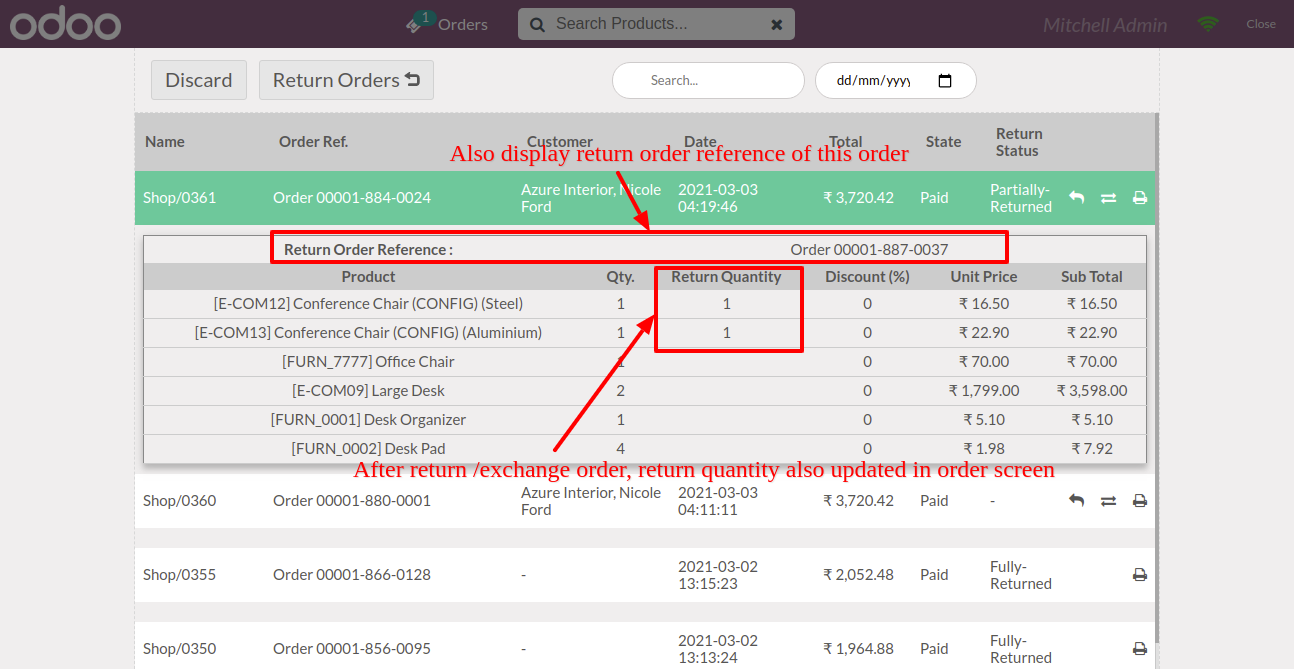 odoo 1 Orders Search Products... Mitchell Admin Close
Discard Return Orders Search... dd/mm/yyyy
Name Order Ref. Customer Date Total State Return Status
Also display return order reference of this order
Shop/0361 Order 00001-884-0024 Azure Interior, Nicole Ford 2021-03-03 04:19:46 ₹ 3,720.42 Paid Partially-Returned
Return Order Reference : Order 00001-887-0037
Product Qty. Return Quantity Discount (%) Unit Price Sub Total
[E-COM12] Conference Chair (CONFIG) (Steel) 1 1 0 ₹ 16.50 ₹ 16.50
[E-COM13] Conference Chair (CONFIG) (Aluminium) 1 1 0 ₹ 22.90 ₹ 22.90
[FURN_7777] Office Chair 1 0 ₹ 70.00 ₹ 70.00
[E-COM09] Large Desk 2 0 ₹ 1,799.00 ₹ 3,598.00
[FURN_0001] Desk Organizer 1 0 ₹ 5.10 ₹ 5.10
[FURN_0002] Desk Pad 4 0 ₹ 1.98 ₹ 7.92
After return /exchange order, return quantity also updated in order screen
Shop/0360 Order 00001-880-0001 Azure Interior, Nicole Ford 2021-03-03 04:11:11 ₹ 3,720.42 Paid -
Shop/0355 Order 00001-866-0128 - 2021-03-02 13:15:23 ₹ 2,052.48 Paid Fully-Returned
Shop/0350 Order 00001-856-0095 - 2021-03-02 13:13:24 ₹ 1,964.88 Paid Fully-Returned